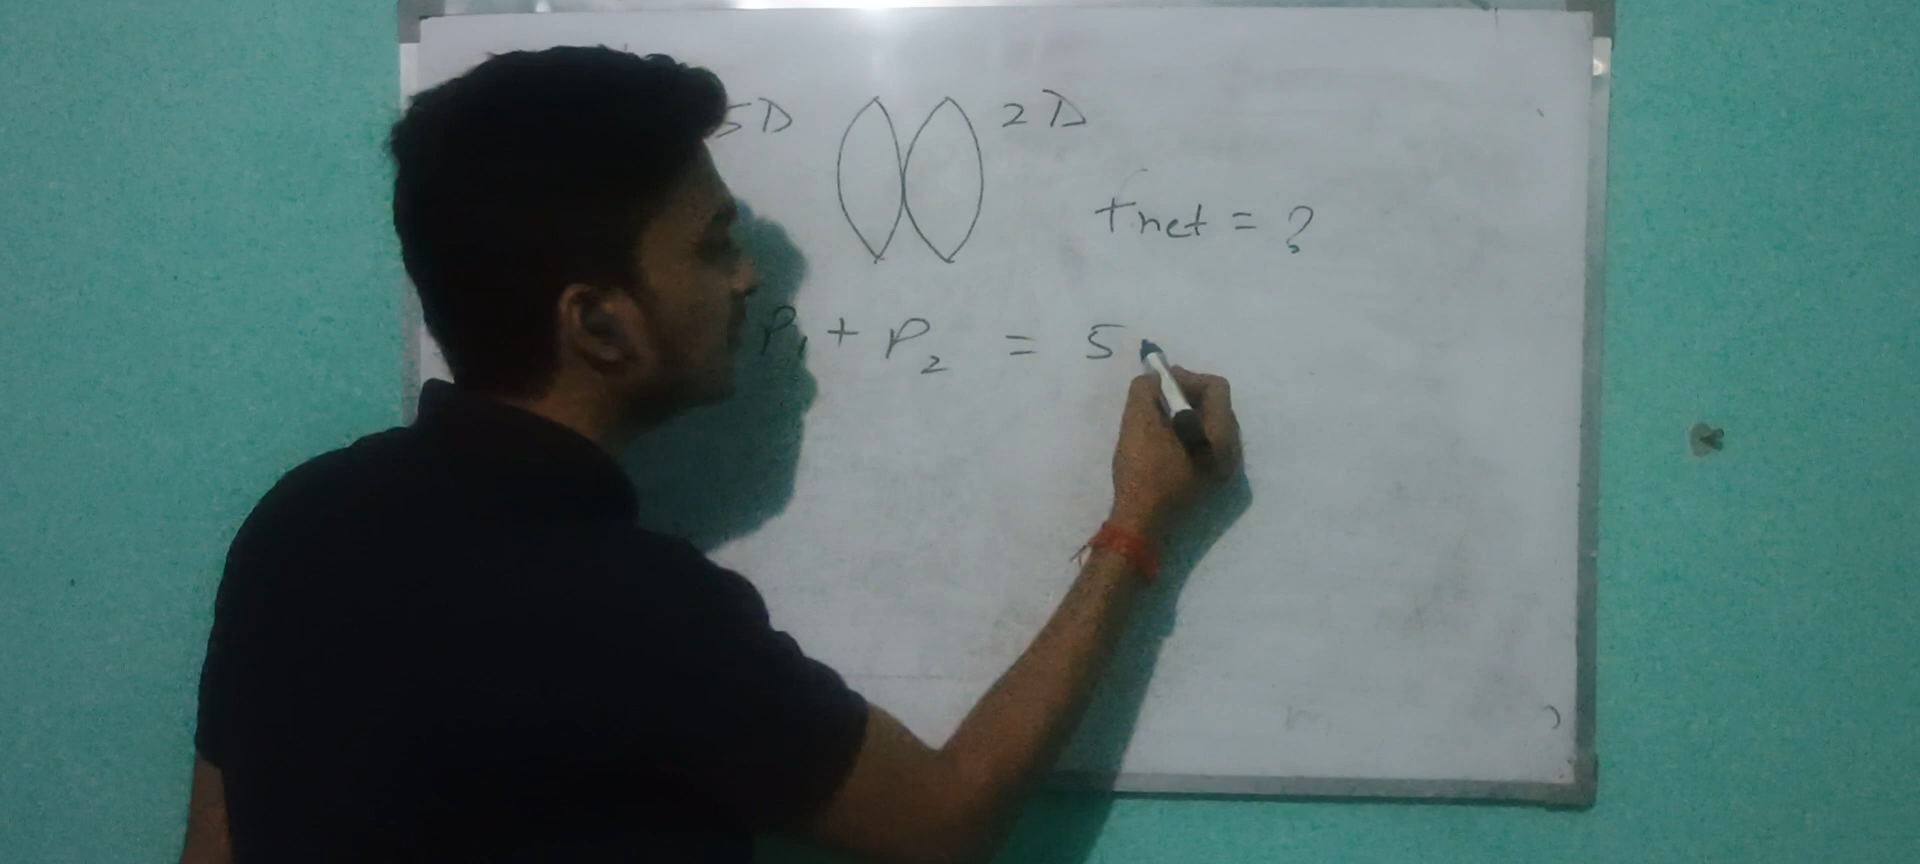 5D 2D
fnet = ?
P₁ + P₂ = 5